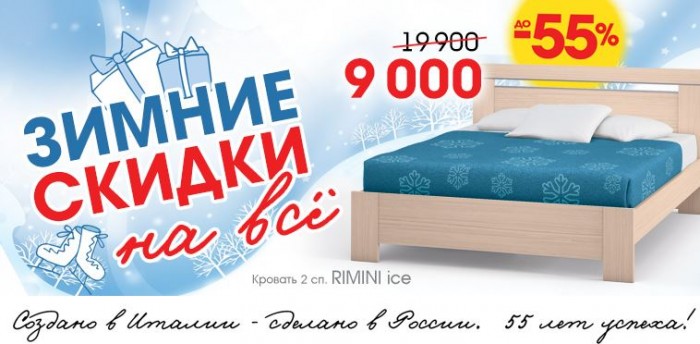 ЗИМНИЕ
СКИДКИ
на всё
19 900
9 000
до -55%
Кровать 2 сп. RIMINI ice
Создано в Италии - сделано в России. 55 лет успеха!